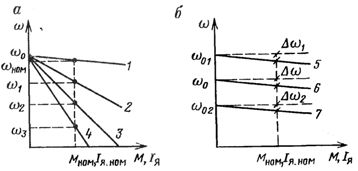 а
ω
ω₀
ωном
ω₁
ω₂
ω₃
1
2
3
4
Mном, Iя.ном M, Iя
б
ω
ω₀₁
ω₀
ω₀₂
Δω₁
Δω
Δω₂
5
6
7
Mном, Iя.ном M, Iя